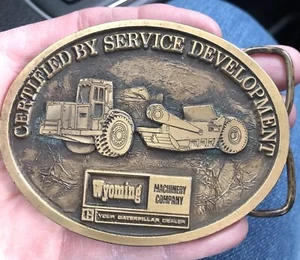 CERTIFIED BY SERVICE DEVELOPMENT
Wyoming
MACHINERY
COMPANY
YOUR CATERPILLAR DEALER